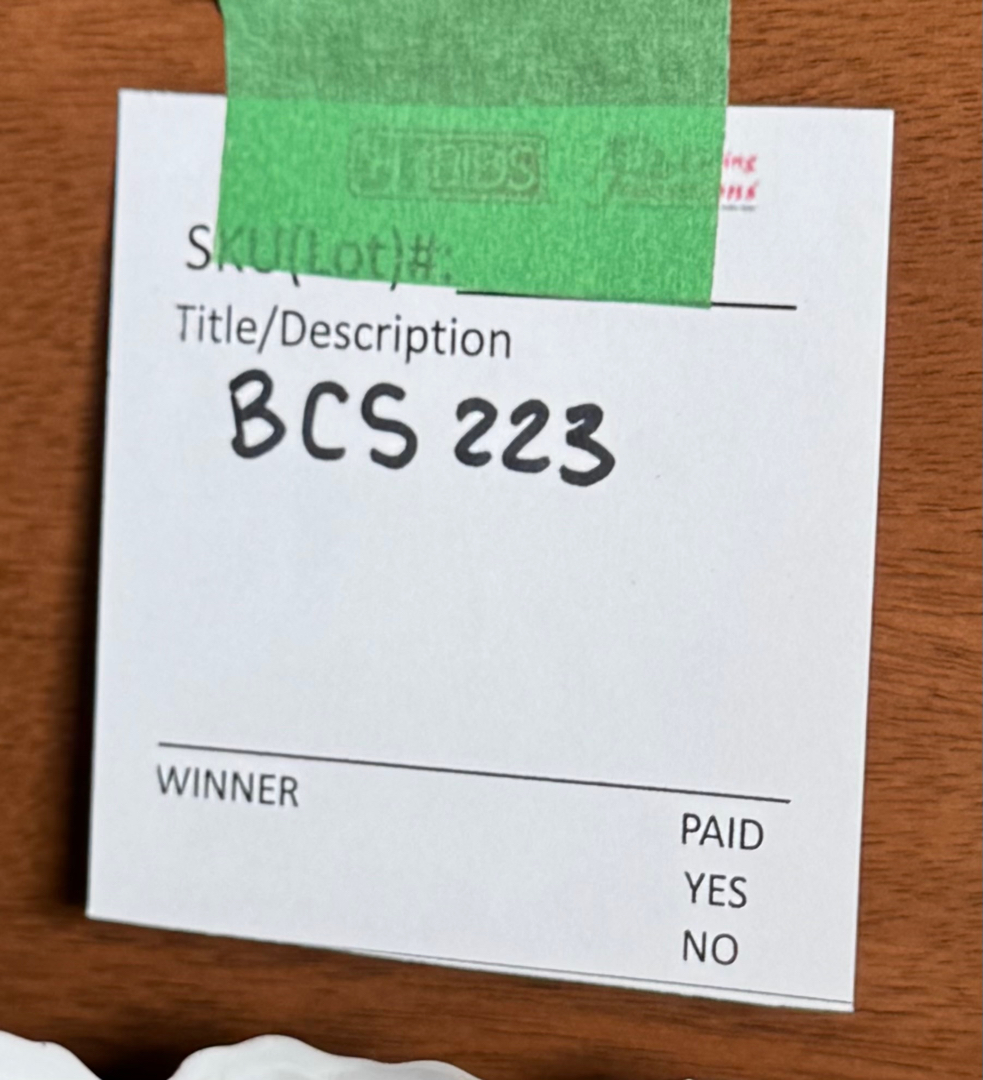 SKU(Lot)#:
Title/Description
BCS 223
WINNER
PAID
YES
NO